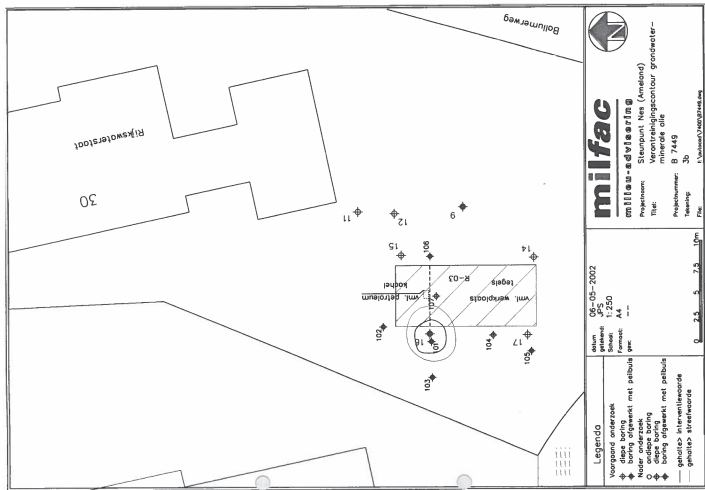 Ballumerweg
Rijkswaterstaat
30
11
12
9
15
106
14
vml. petroleum
kachel
R-03
vml. werkplaats
tegels
107
102
16
101
104
17
105
103
milfac
milieu-advisering
Projectnaam: Steunpunt Nes (Ameland)
Titel: Verontreinigingscontour grondwater-
minerale olie
Projectnummer: B 7449
Tekening: 3b
File:
datum 06-05-2002
getekend: JPS
Schaal: 1:250
Formaat: A4
gew: --
0 2.5 5 7.5 10m
Legenda
Voorgaand onderzoek
diepe boring
boring afgewerkt met peilbuis
Nader onderzoek
ondiepe boring
diepe boring
boring afgewerkt met peilbuis
gehalte> interventiewaarde
gehalte> streefwaarde